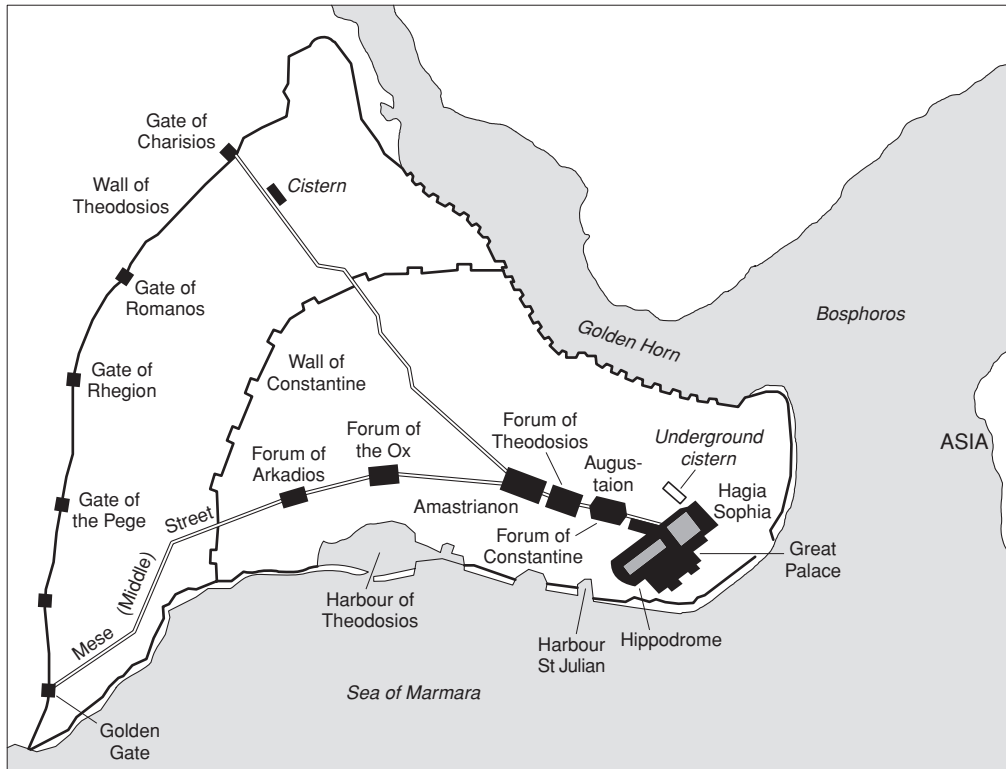 Gate of
Charisios
Cistern
Wall of
Theodosios
Gate of
Romanos
Golden Horn
Bosphoros
Gate of
Rhegion
Wall of
Constantine
Forum of
Arkadios
Forum of
the Ox
Forum of
Theodosios
Augus-
taion
Underground
cistern
ASIA
Hagia
Sophia
Gate of
the Pege
Amastrianon
Forum of
Constantine
Great
Palace
Mese (Middle) Street
Harbour of
Theodosios
Harbour
St Julian
Hippodrome
Sea of Marmara
Golden
Gate